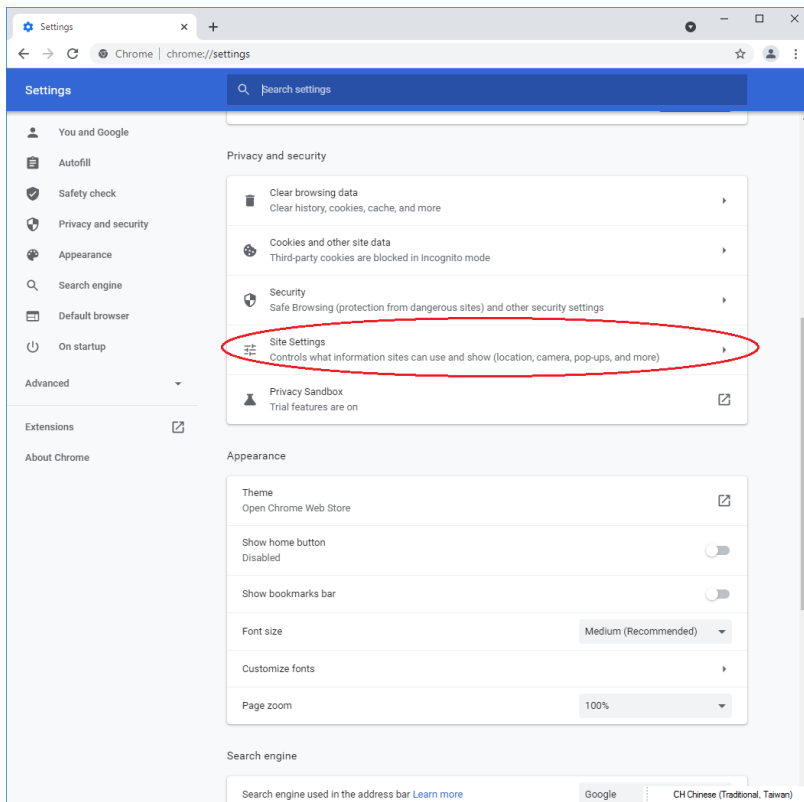 Settings
Chrome | chrome://settings
Settings
Search settings
You and Google
Autofill
Safety check
Privacy and security
Appearance
Search engine
Default browser
On startup
Advanced
Extensions
About Chrome
Privacy and security
Clear browsing data
Clear history, cookies, cache, and more
Cookies and other site data
Third-party cookies are blocked in Incognito mode
Security
Safe Browsing (protection from dangerous sites) and other security settings
Site Settings
Controls what information sites can use and show (location, camera, pop-ups, and more)
Privacy Sandbox
Trial features are on
Appearance
Theme
Open Chrome Web Store
Show home button
Disabled
Show bookmarks bar
Font size Medium (Recommended)
Customize fonts
Page zoom 100%
Search engine
Search engine used in the address bar Learn more Google
CH Chinese (Traditional, Taiwan)